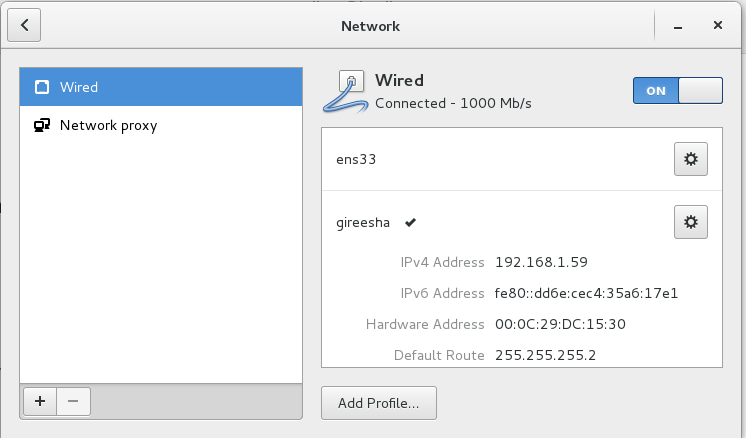 Network
Wired
Network proxy
Wired
Connected - 1000 Mb/s
ON
ens33
gireesha
IPv4 Address 192.168.1.59
IPv6 Address fe80::dd6e:cec4:35a6:17e1
Hardware Address 00:0C:29:DC:15:30
Default Route 255.255.255.2
Add Profile...